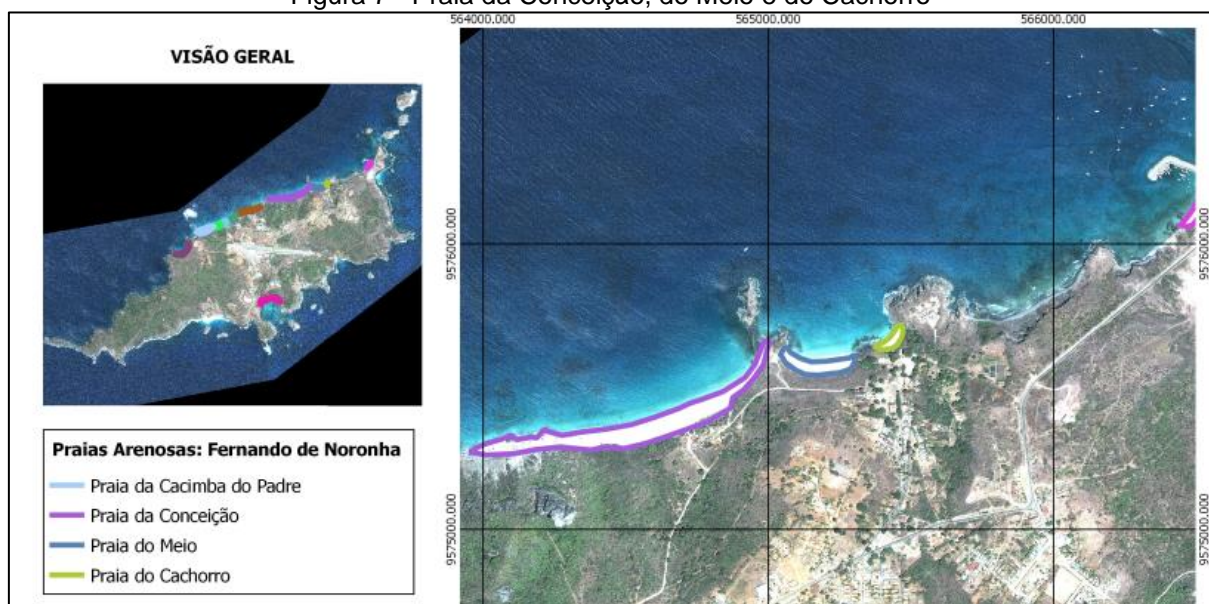 Figura 7 - Praia da Conceição, do Meio e do Cachorro
564000.000 565000.000 566000.000
VISÃO GERAL
9576000.000 9576000.000
Praias Arenosas: Fernando de Noronha
Praia da Cacimba do Padre
Praia da Conceição
Praia do Meio
Praia do Cachorro
9575000.000 9575000.000